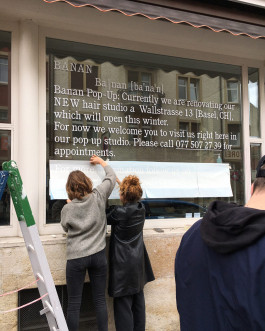 BANAN
Ba|nan [ba'na:n]
Banan Pop-Up: Currently we are renovating our
NEW hair studio a Wallstrasse 13 [Basel, CH],
which will open this winter.
For now we welcome you to visit us right here in
our pop up studio. Please call 077 507 27 39 for
appointments.